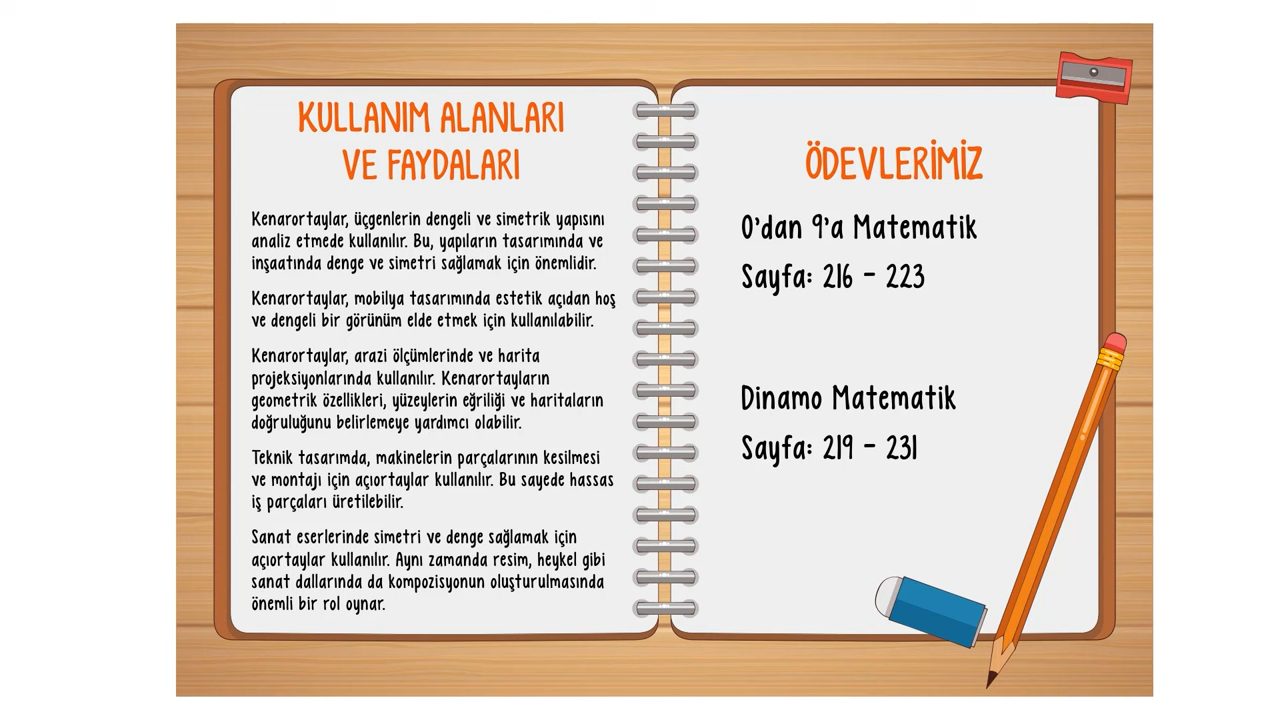 KULLANIM ALANLARI
VE FAYDALARI
Kenarortaylar, üçgenlerin dengeli ve simetrik yapısını
analiz etmede kullanılır. Bu, yapıların tasarımında ve
inşaatında denge ve simetri sağlamak için önemlidir.
Kenarortaylar, mobilya tasarımında estetik açıdan hoş
ve dengeli bir görünüm elde etmek için kullanılabilir.
Kenarortaylar, arazi ölçümlerinde ve harita
projeksiyonlarında kullanılır. Kenarortayların
geometrik özellikleri, yüzeylerin eğriliği ve haritaların
doğruluğunu belirlemeye yardımcı olabilir.
Teknik tasarımda, makinelerin parçalarının kesilmesi
ve montajı için açıortaylar kullanılır. Bu sayede hassas
iş parçaları üretilebilir.
Sanat eserlerinde simetri ve denge sağlamak için
açıortaylar kullanılır. Aynı zamanda resim, heykel gibi
sanat dallarında da kompozisyonun oluşturulmasında
önemli bir rol oynar.
ÖDEVLERİMİZ
0'dan 9'a Matematik
Sayfa: 216 - 223
Dinamo Matematik
Sayfa: 219 - 231